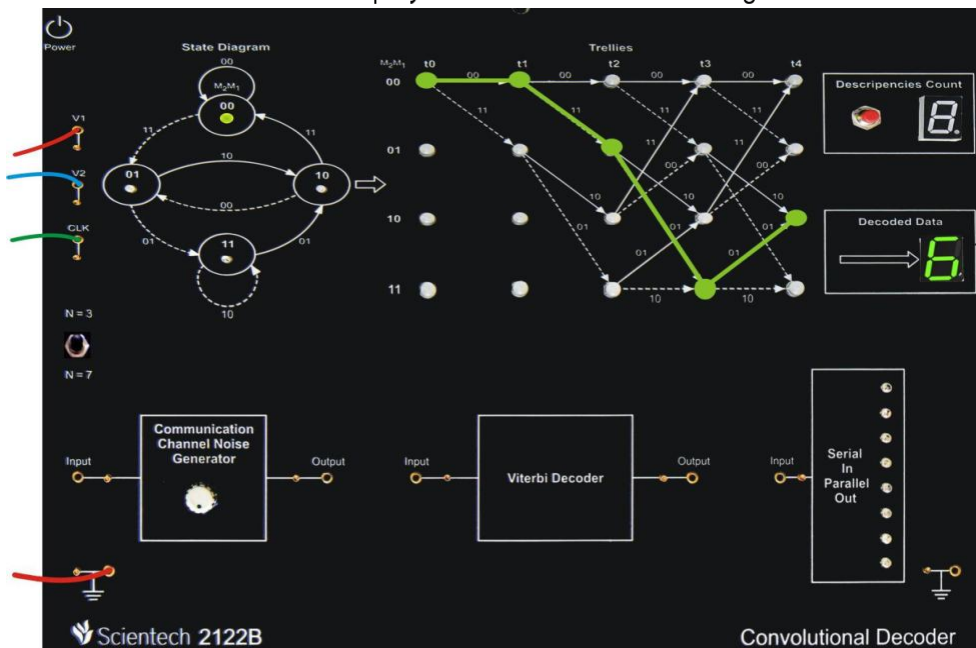 Power
State Diagram
00
M₂M₁
00
11
11
01
10
10
00
01
01
11
10
V1
V2
CLK
N = 3
N = 7
Trellies
M₂M₁ t0 t1 t2 t3 t4
00 00 00 00 00
11 11 11 11
01
11 11
00 00
10 10 10
10
01 01 01
01 01
11 10 10
Descripencies Count
8
Decoded Data
6
Communication
Channel Noise
Generator
Input
Output
Input
Viterbi Decoder
Output
Input
Serial
In
Parallel
Out
Scientech 2122B
Convolutional Decoder